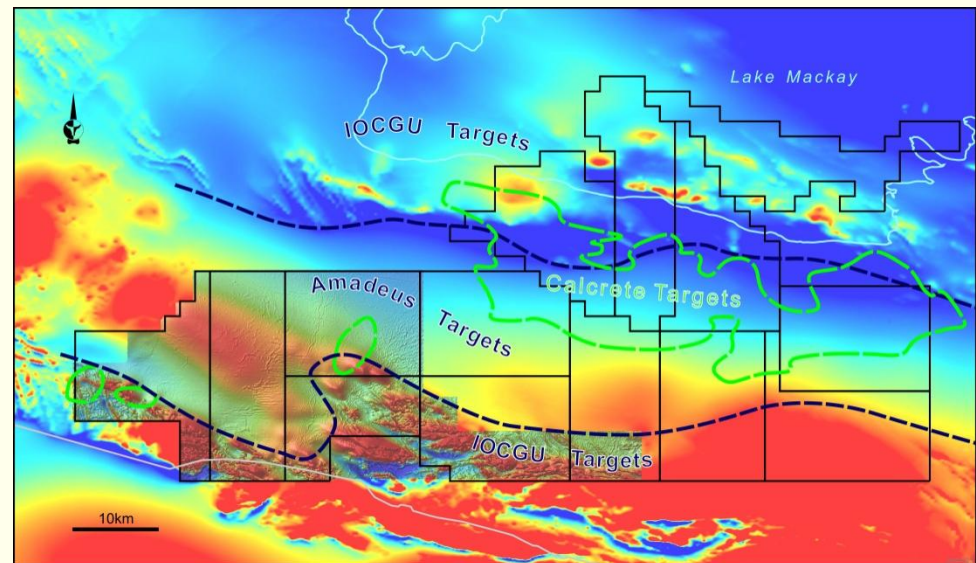 Lake Mackay
IOCGU Targets
Amadeus
Targets
Calcrete Targets
IOCGU Targets
10km